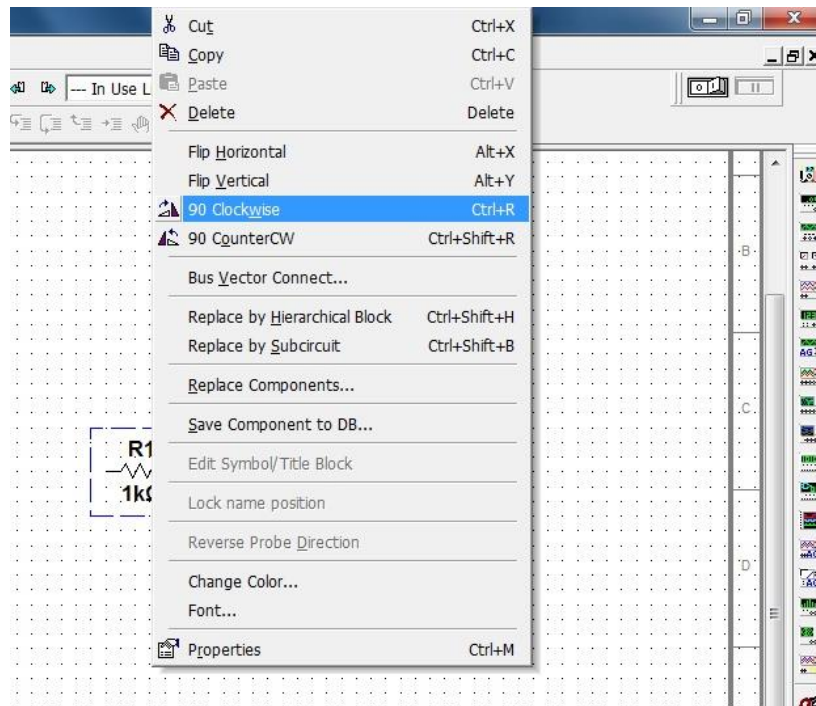 Cut Ctrl+X
Copy Ctrl+C
--- In Use L
Paste Ctrl+V
Delete Delete
Flip Horizontal Alt+X
Flip Vertical Alt+Y
90 Clockwise Ctrl+R
90 CounterCW Ctrl+Shift+R
B
Bus Vector Connect...
Replace by Hierarchical Block Ctrl+Shift+H
Replace by Subcircuit Ctrl+Shift+B
AG
Replace Components...
C
Save Component to DB...
R1
Edit Symbol/Title Block
1kΩ
Lock name position
Reverse Probe Direction
D
Change Color...
Font...
Properties Ctrl+M